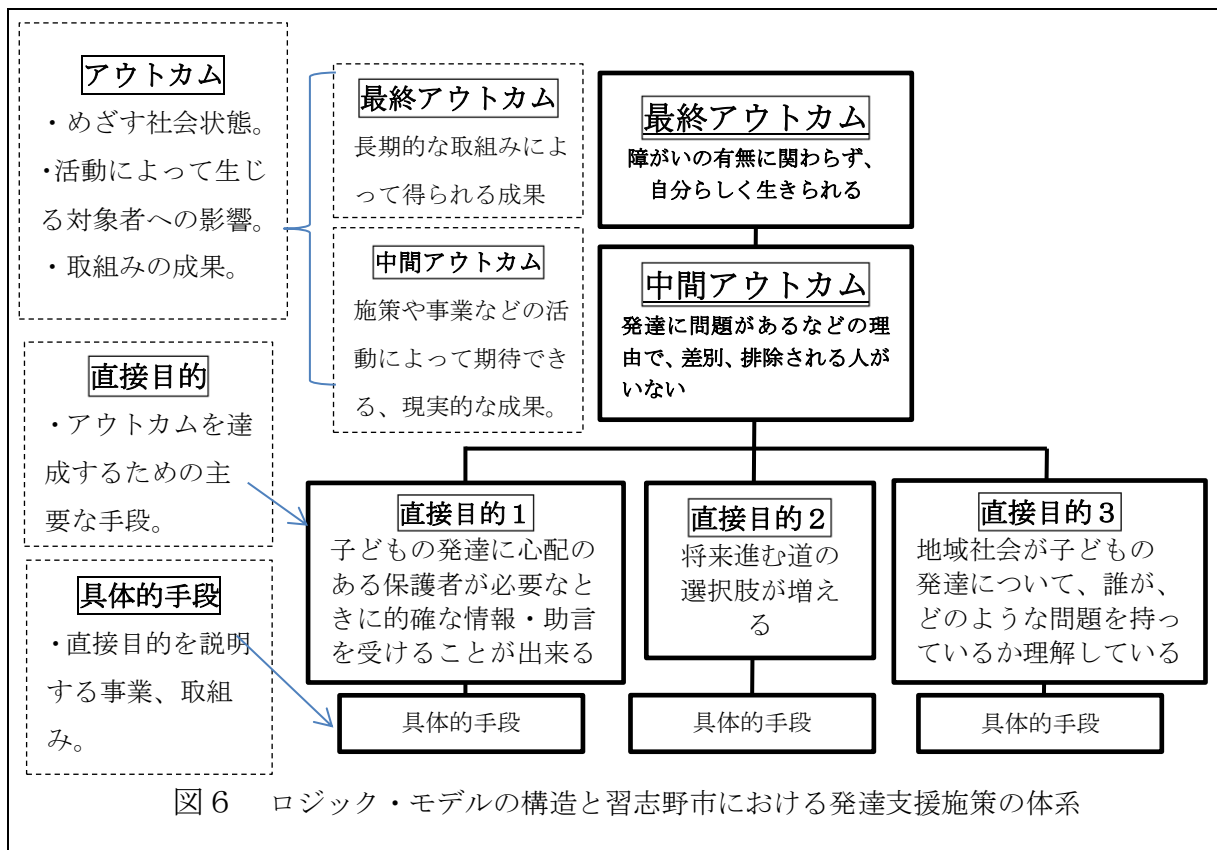 アウトカム
・めざす社会状態。
・活動によって生じ
る対象者への影響。
・取組みの成果。
最終アウトカム
長期的な取組みによ
って得られる成果
中間アウトカム
施策や事業などの活
動によって期待でき
る、現実的な成果。
最終アウトカム
障がいの有無に関わらず、
自分らしく生きられる
中間アウトカム
発達に問題があるなどの理
由で、差別、排除される人が
いない
直接目的
・アウトカムを達
成するための主
要な手段。
具体的手段
・直接目的を説明
する事業、取組
み。
直接目的１
子どもの発達に心配の
ある保護者が必要なと
きに的確な情報・助言
を受けることが出来る
直接目的２
将来進む道の
選択肢が増え
る
直接目的３
地域社会が子どもの
発達について、誰が、
どのような問題を持っ
ているか理解している
具体的手段
具体的手段
具体的手段
図６　ロジック・モデルの構造と習志野市における発達支援施策の体系